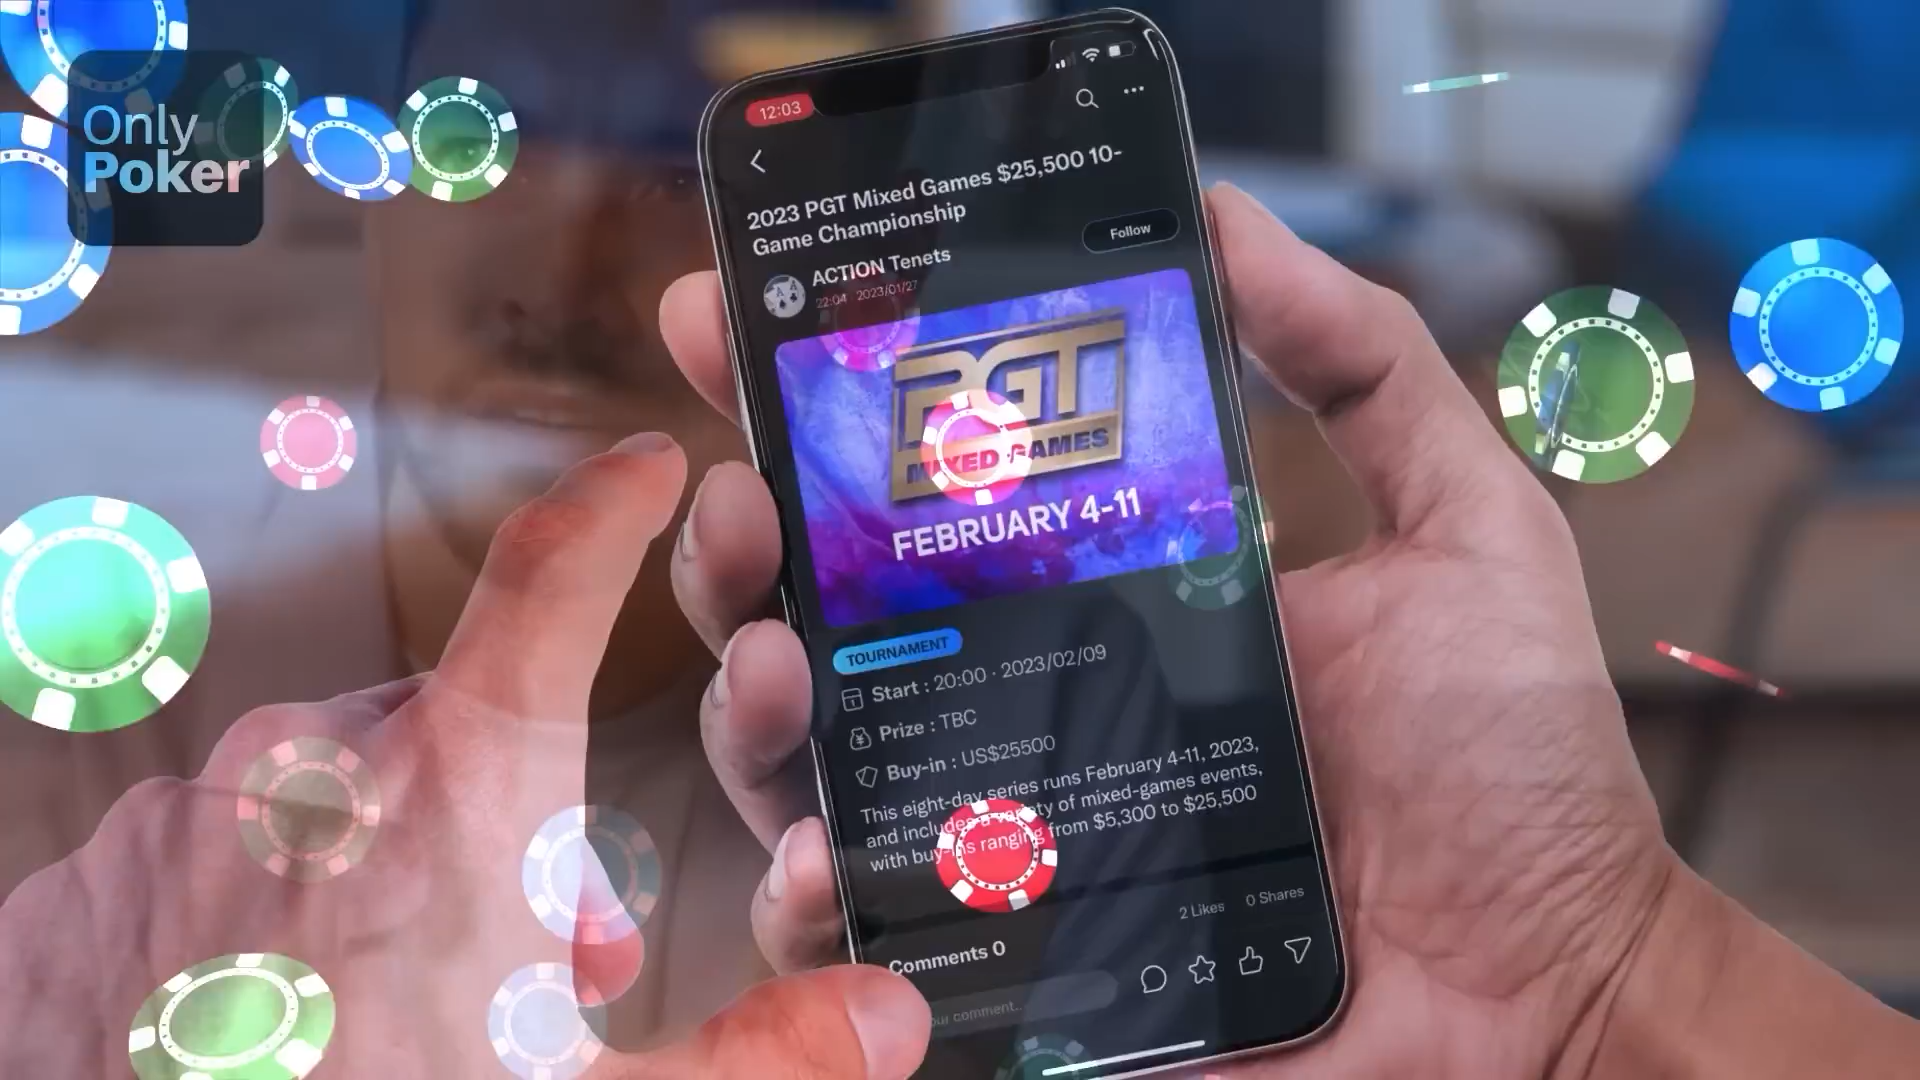 Only
Poker
12:03
2023 PGT Mixed Games $25,500 10-
Game Championship
ACTION Tenets
22:04 2023/01/27
Follow
PGT
MIXED GAMES
FEBRUARY 4-11
TOURNAMENT
Start : 20:00 · 2023/02/09
Prize : TBC
Buy-in : US$25500
This eight-day series runs February 4-11, 2023,
and includes a variety of mixed-games events,
with buy-ins ranging from $5,300 to $25,500
2 Likes 0 Shares
Comments 0
comment..